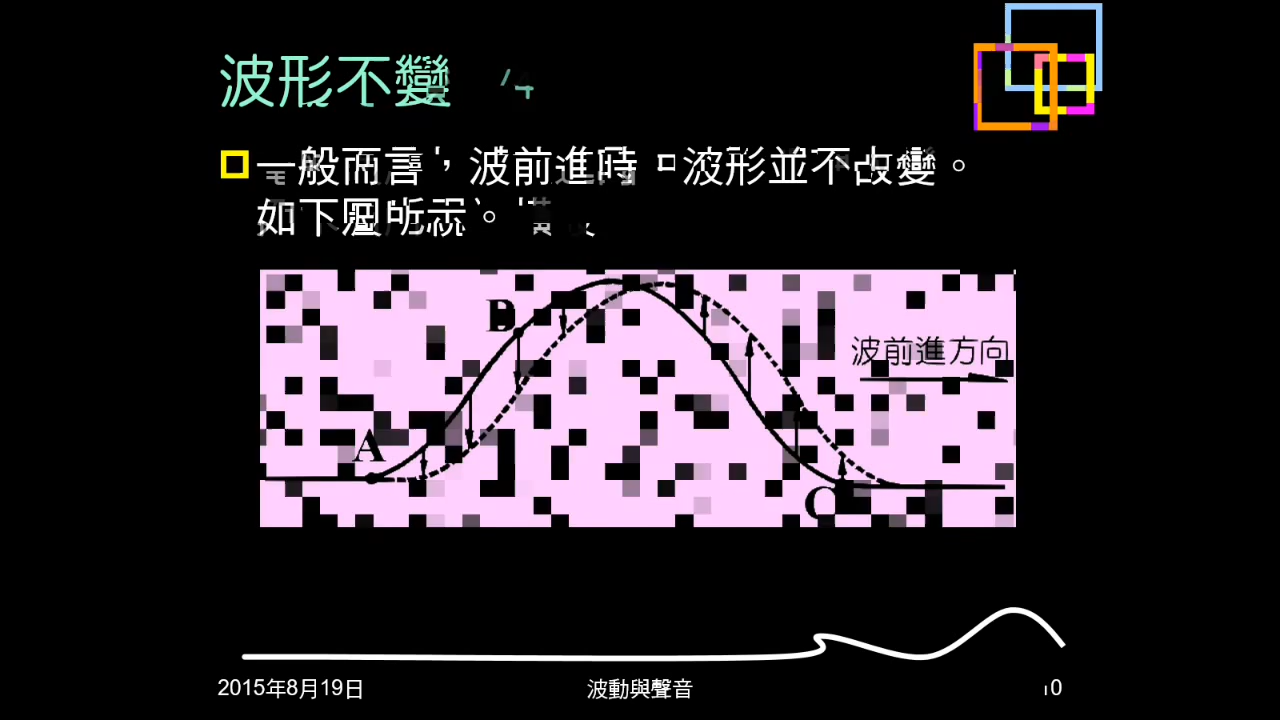 波形不變
一般而言，波前進時，波形並不改變。
如下圖所示。
B
波前進方向
A
C
2015年8月19日
波動與聲音